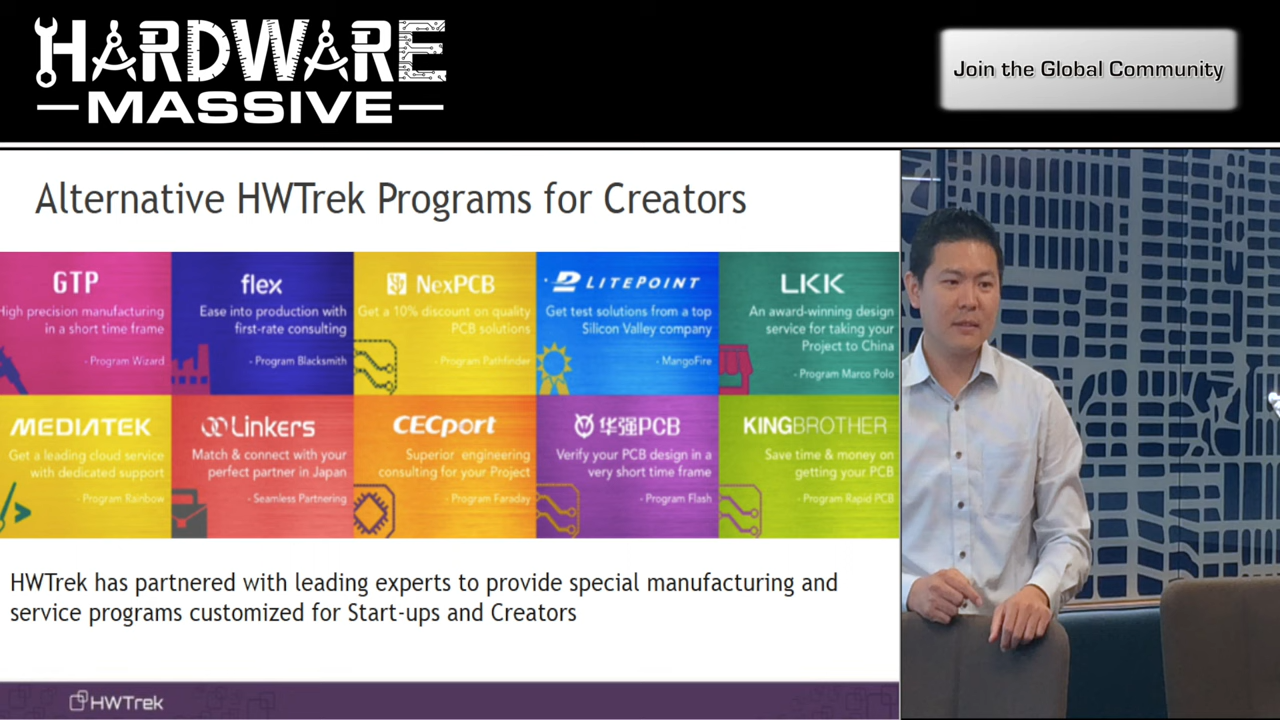 HARDWARE
MASSIVE
Join the Global Community
Alternative HWTrek Programs for Creators
GTP
High precision manufacturing
in a short time frame
- Program Wizard
flex
Ease into production with
first-rate consulting
- Program Blacksmith
NexPCB
Get a 10% discount on quality
PCB solutions
- Program Pathfinder
LITEPOINT
Get test solutions from a top
Silicon Valley company
- MangoFire
LKK
An award-winning design
service for taking your
Project to China
- Program Marco Polo
MEDIATEK
Get a leading cloud service
with dedicated support
- Program Rainbow
Linkers
Match & connect with your
perfect partner in Japan
- Seamless Partnering
CECport
Superior engineering
consulting for your Project
- Program Faraday
华强PCB
Verify your PCB design in a
very short time frame
- Program Flash
KINGBROTHER
Save time & money on
getting your PCB
- Program Rapid PCB
HWTrek has partnered with leading experts to provide special manufacturing and
service programs customized for Start-ups and Creators
HWTrek